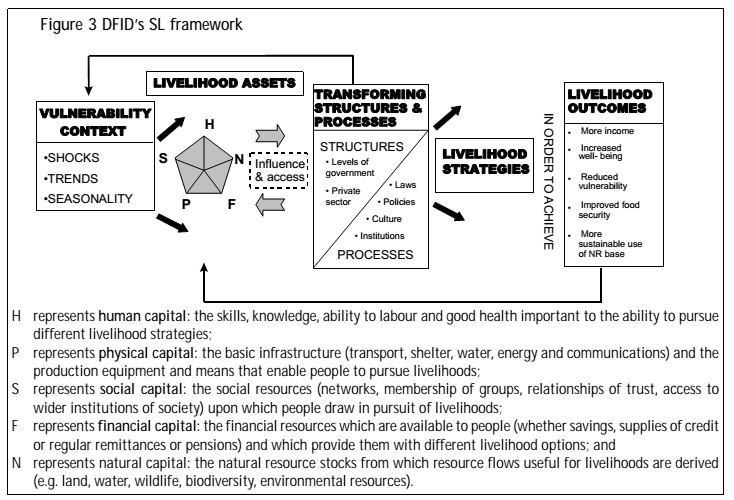 Figure 3 DFID's SL framework
LIVELIHOOD ASSETS
VULNERABILITY
CONTEXT
•SHOCKS
•TRENDS
•SEASONALITY
H
S
N
P
F
Influence
& access
TRANSFORMING
STRUCTURES &
PROCESSES
STRUCTURES
• Levels of
government
• Private
sector
• Laws
• Policies
• Culture
• Institutions
PROCESSES
LIVELIHOOD
STRATEGIES
IN ORDER TO ACHIEVE
LIVELIHOOD
OUTCOMES
• More income
• Increased
well- being
• Reduced
vulnerability
• Improved food
security
• More
sustainable use
of NR base
H represents human capital: the skills, knowledge, ability to labour and good health important to the ability to pursue
different livelihood strategies;
P represents physical capital: the basic infrastructure (transport, shelter, water, energy and communications) and the
production equipment and means that enable people to pursue livelihoods;
S represents social capital: the social resources (networks, membership of groups, relationships of trust, access to
wider institutions of society) upon which people draw in pursuit of livelihoods;
F represents financial capital: the financial resources which are available to people (whether savings, supplies of credit
or regular remittances or pensions) and which provide them with different livelihood options; and
N represents natural capital: the natural resource stocks from which resource flows useful for livelihoods are derived
(e.g. land, water, wildlife, biodiversity, environmental resources).